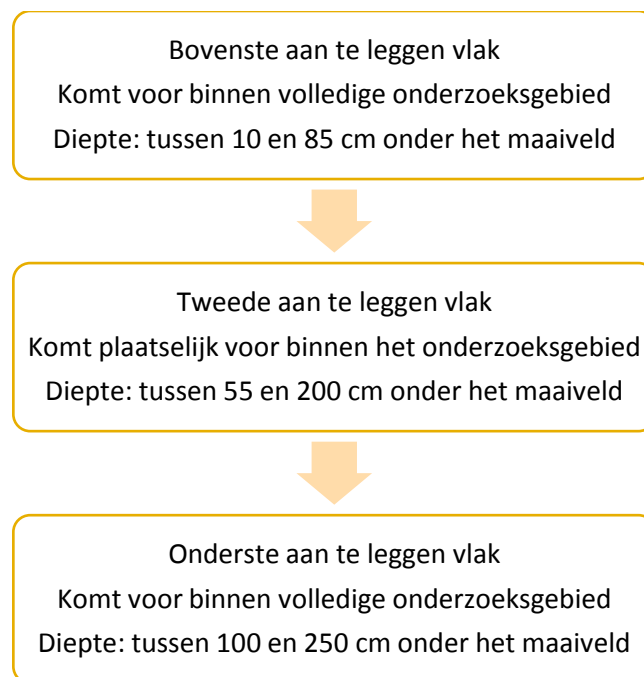 Bovenste aan te leggen vlak
Komt voor binnen volledige onderzoeksgebied
Diepte: tussen 10 en 85 cm onder het maaiveld
Tweede aan te leggen vlak
Komt plaatselijk voor binnen het onderzoeksgebied
Diepte: tussen 55 en 200 cm onder het maaiveld
Onderste aan te leggen vlak
Komt voor binnen volledige onderzoeksgebied
Diepte: tussen 100 en 250 cm onder het maaiveld